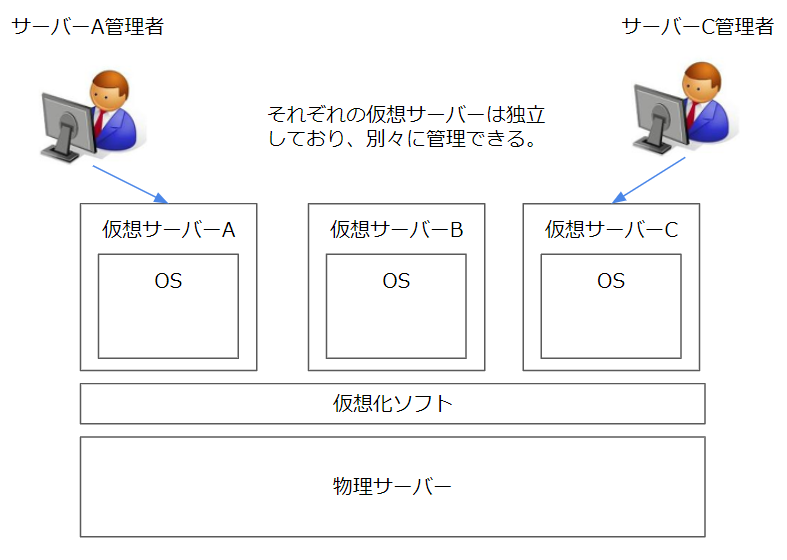 サーバーA管理者
サーバーC管理者
それぞれの仮想サーバーは独立
しており、別々に管理できる。
仮想サーバーA
仮想サーバーB
仮想サーバーC
OS
OS
OS
仮想化ソフト
物理サーバー